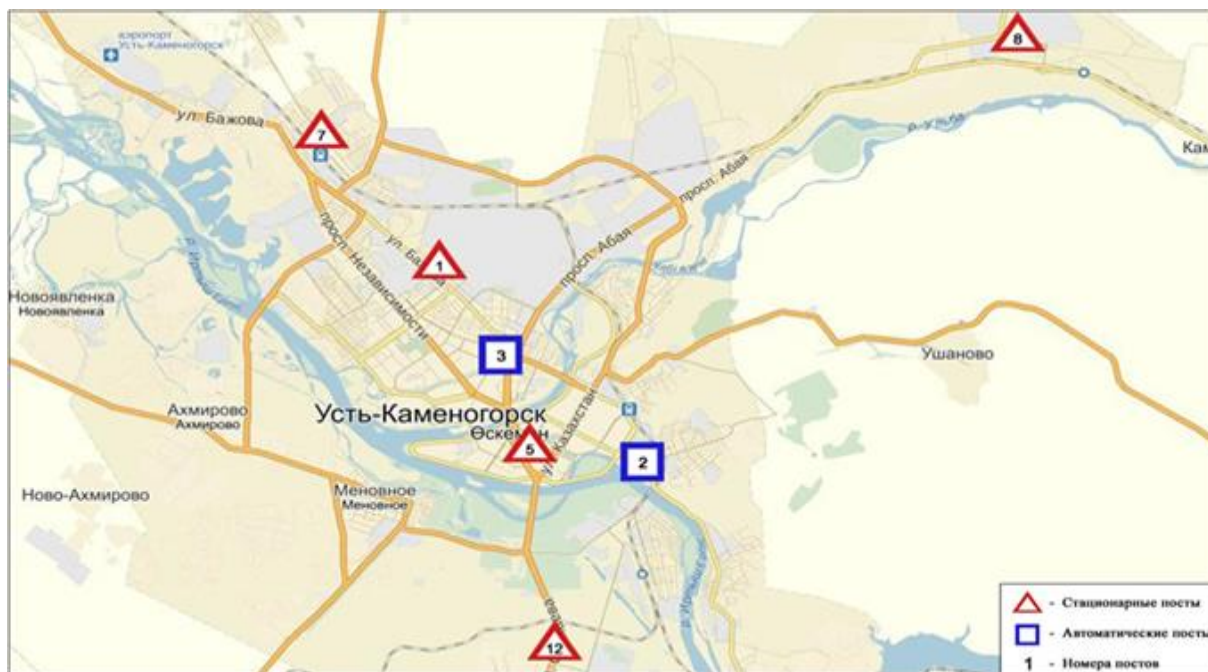 аэропорт
Усть-Каменогорск
8
ул. Бажова
7
р. Ульба
Кам
просп. Абая
р. Иртыш
просп. Независимости
ул. Ба
1
просп. Абая
Новоявленка
Новоявленка
3
Ушаново
Ахмирово
Ахмирово
Усть-Каменогорск
Өскемен
5
ул. Казахстан
2
Ново-Ахмирово
Меновное
Меновное
р. Иртыш
12
- Стационарные посты
- Автоматические посты
1 - Номера постов